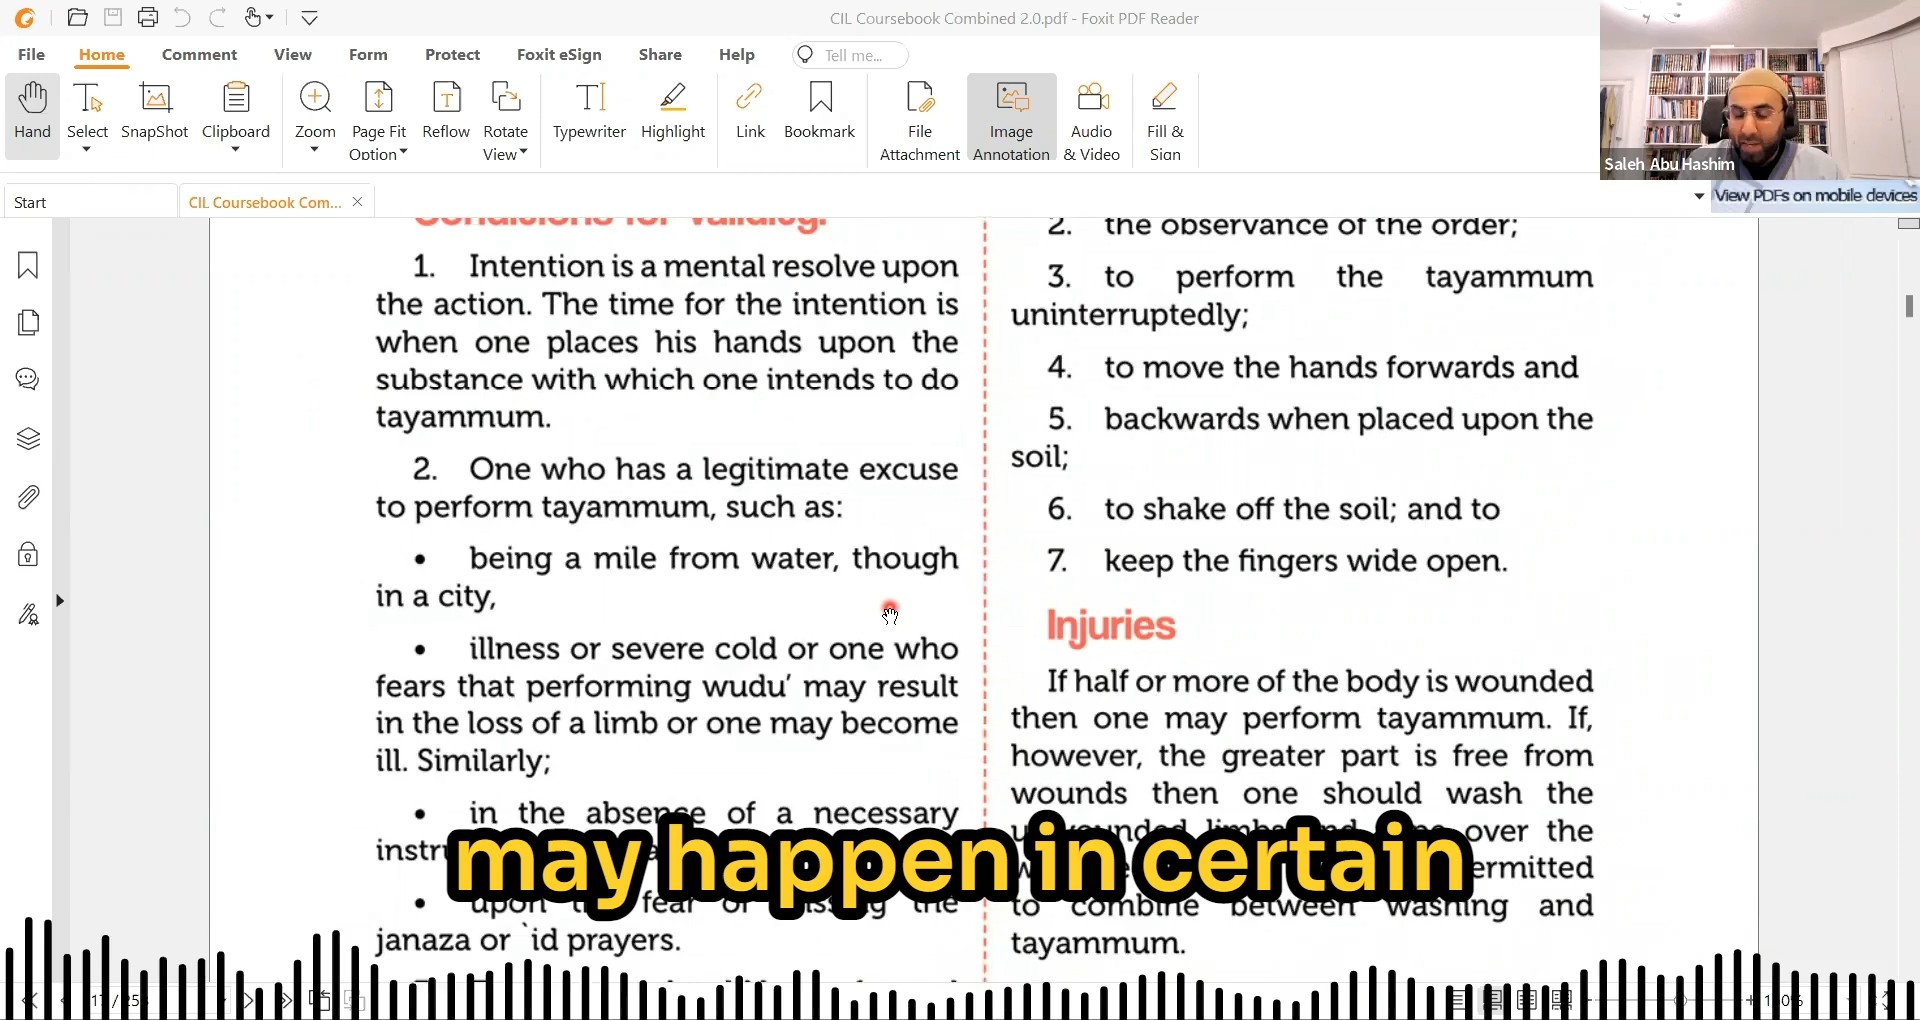 CIL Coursebook Combined 2.0.pdf - Foxit PDF Reader
File Home Comment View Form Protect Foxit eSign Share Help Tell me...
Hand Select SnapShot Clipboard Zoom Page Fit Option Reflow Rotate View Typewriter Highlight Link Bookmark File Attachment Image Annotation Audio & Video Fill & Sign
Saleh Abu Hashim
Start CIL Coursebook Com...
View PDFs on mobile devices
Conditions for validity:
1. Intention is a mental resolve upon
the action. The time for the intention is
when one places his hands upon the
substance with which one intends to do
tayammum.
2. One who has a legitimate excuse
to perform tayammum, such as:
• being a mile from water, though
in a city,
• illness or severe cold or one who
fears that performing wudu' may result
in the loss of a limb or one may become
ill. Similarly;
• in the absence of a necessary
• upon fear the
janaza or `id prayers.
2. the observance of the order;
3. to perform the tayammum
uninterruptedly;
4. to move the hands forwards and
5. backwards when placed upon the
soil;
6. to shake off the soil; and to
7. keep the fingers wide open.
Injuries
If half or more of the body is wounded
then one may perform tayammum. If,
however, the greater part is free from
wounds then one should wash the
over the
to combine between washing and
tayammum.
may happen in certain